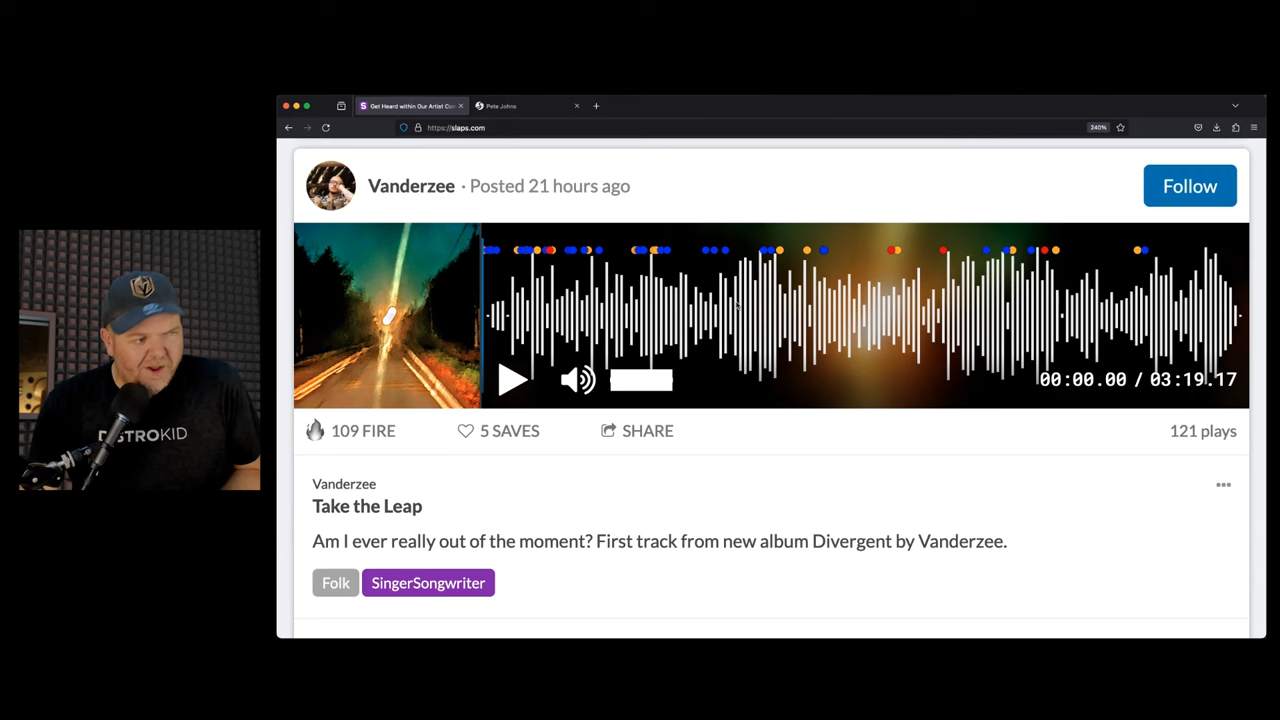 Get Heard within Our Artist Co
Pete Johns
https://slaps.com
240%
Vanderzee · Posted 21 hours ago
Follow
00:00.00 / 03:19.17
109 FIRE
5 SAVES
SHARE
121 plays
Vanderzee
Take the Leap
Am I ever really out of the moment? First track from new album Divergent by Vanderzee.
Folk
SingerSongwriter
DISTROKID